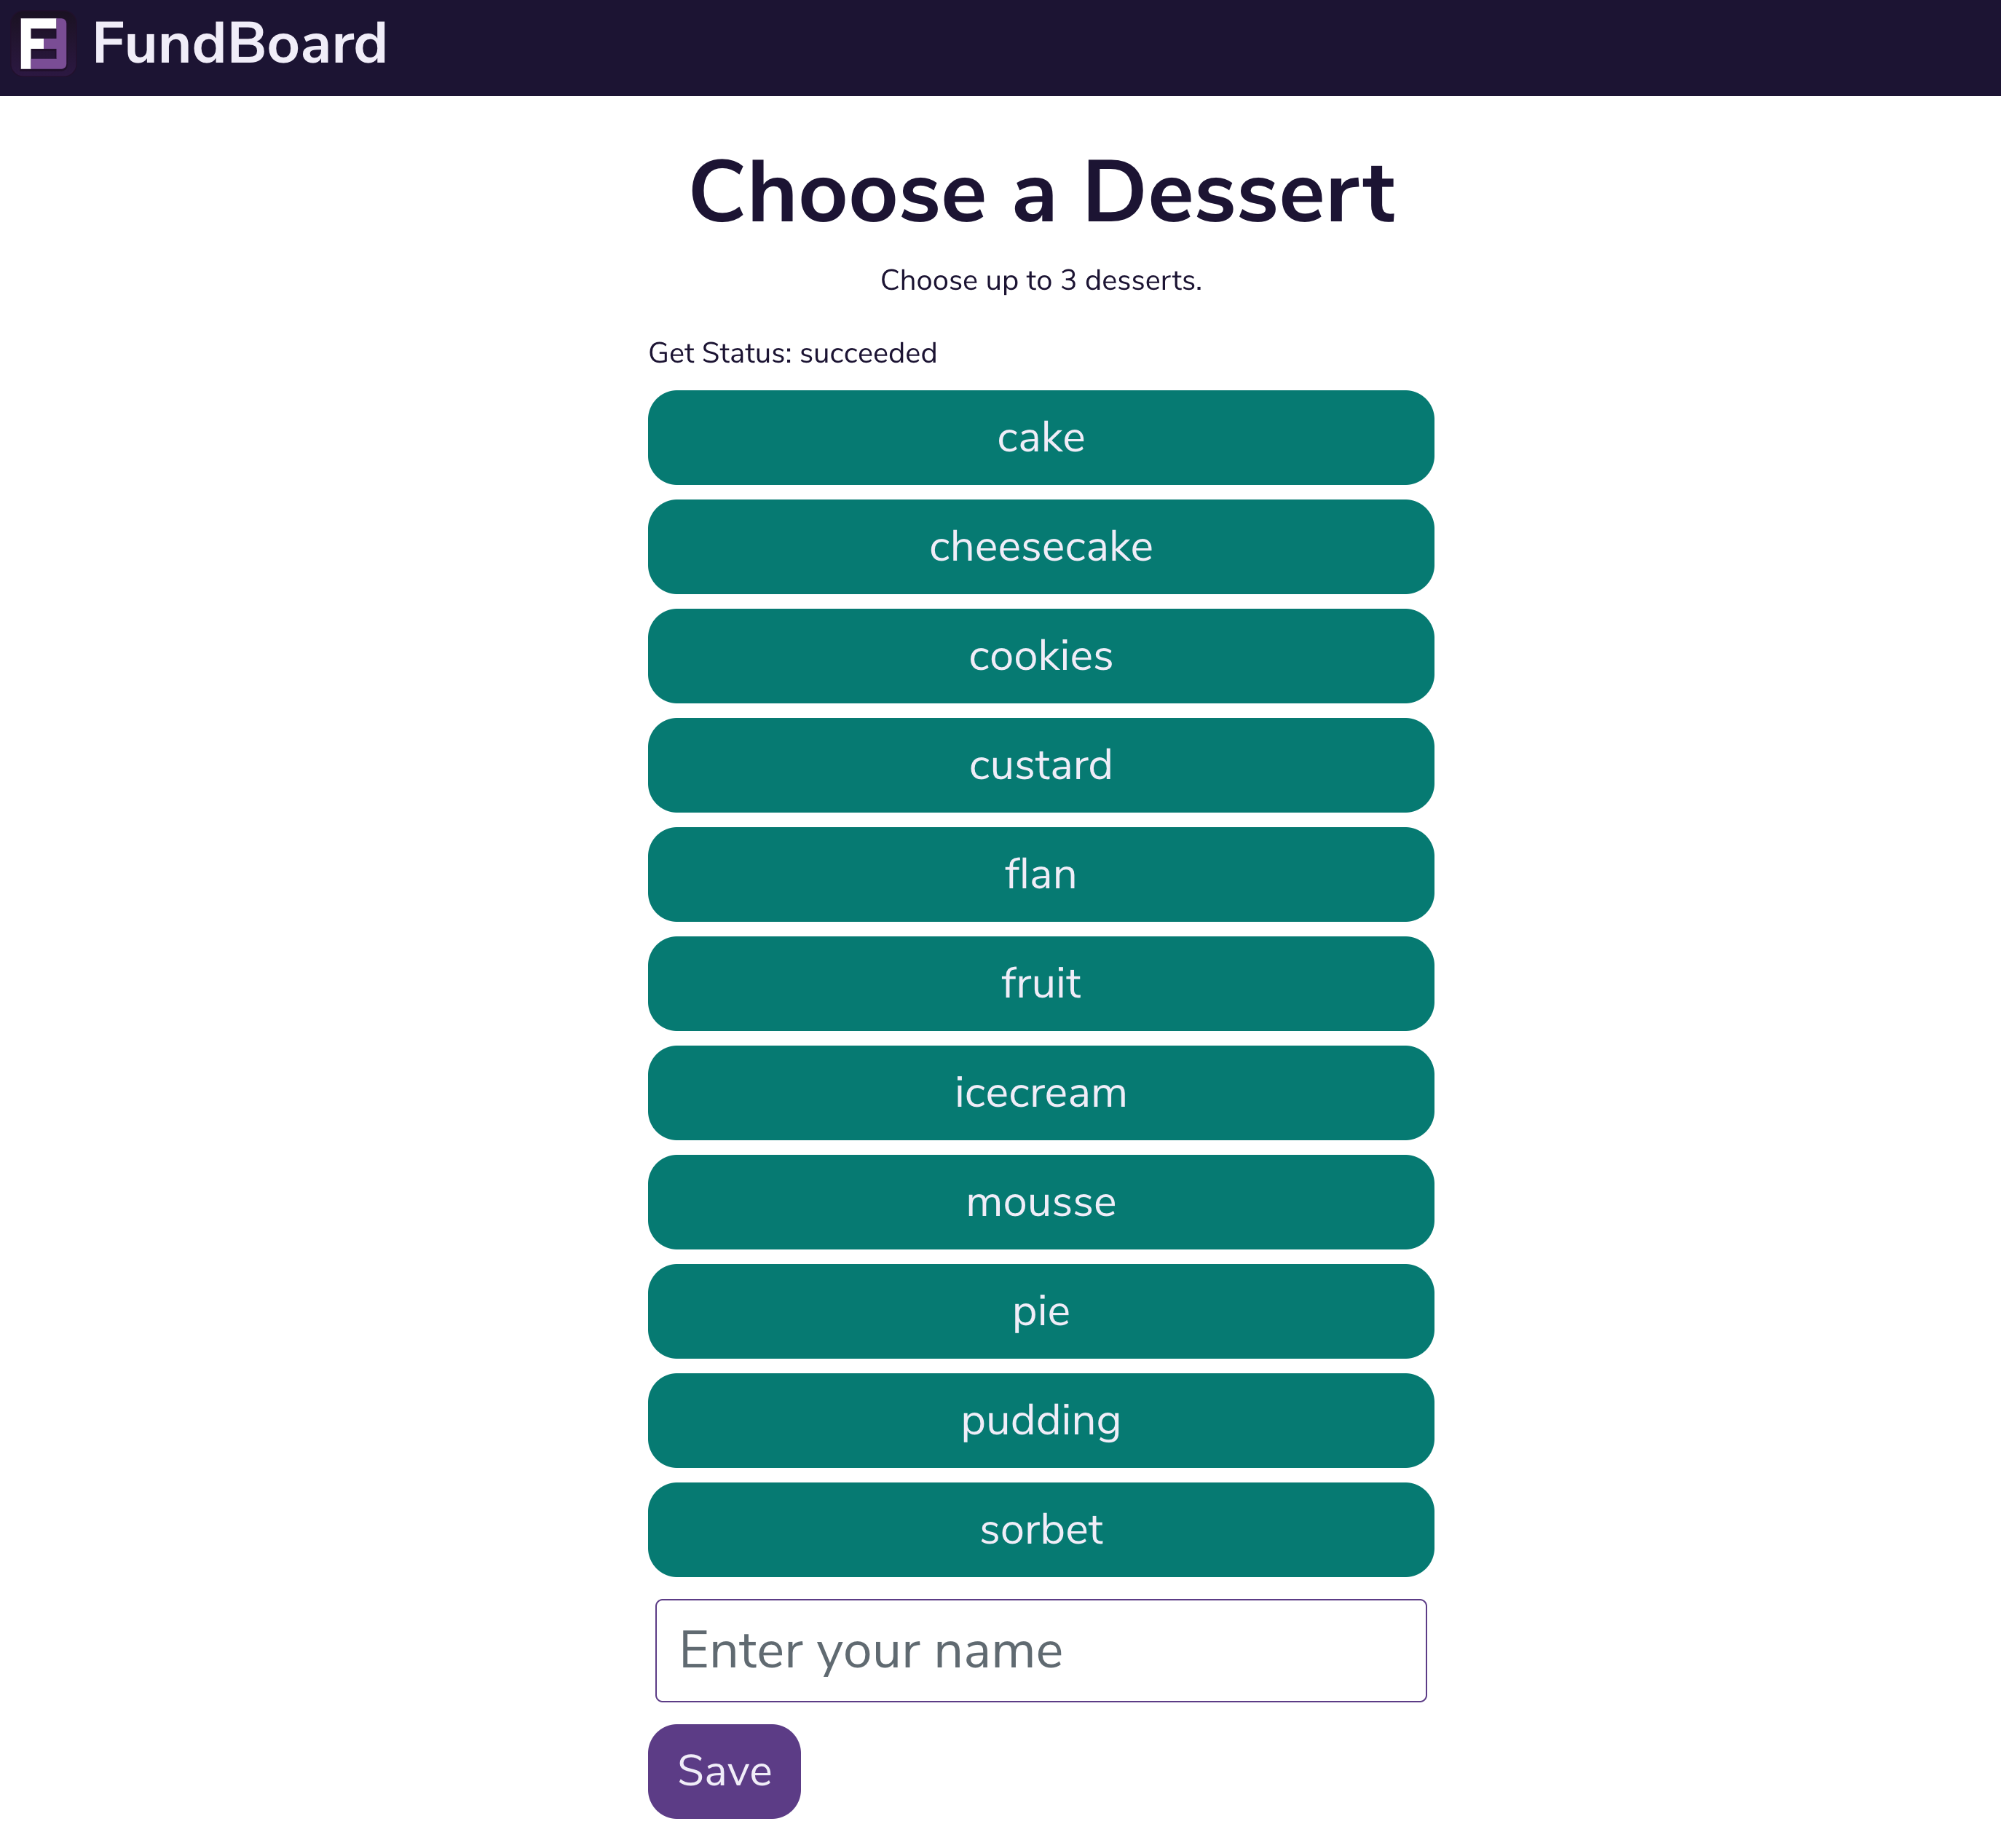 FundBoard
Choose a Dessert
Choose up to 3 desserts.
Get Status: succeeded
cake
cheesecake
cookies
custard
flan
fruit
icecream
mousse
pie
pudding
sorbet
Enter your name
Save